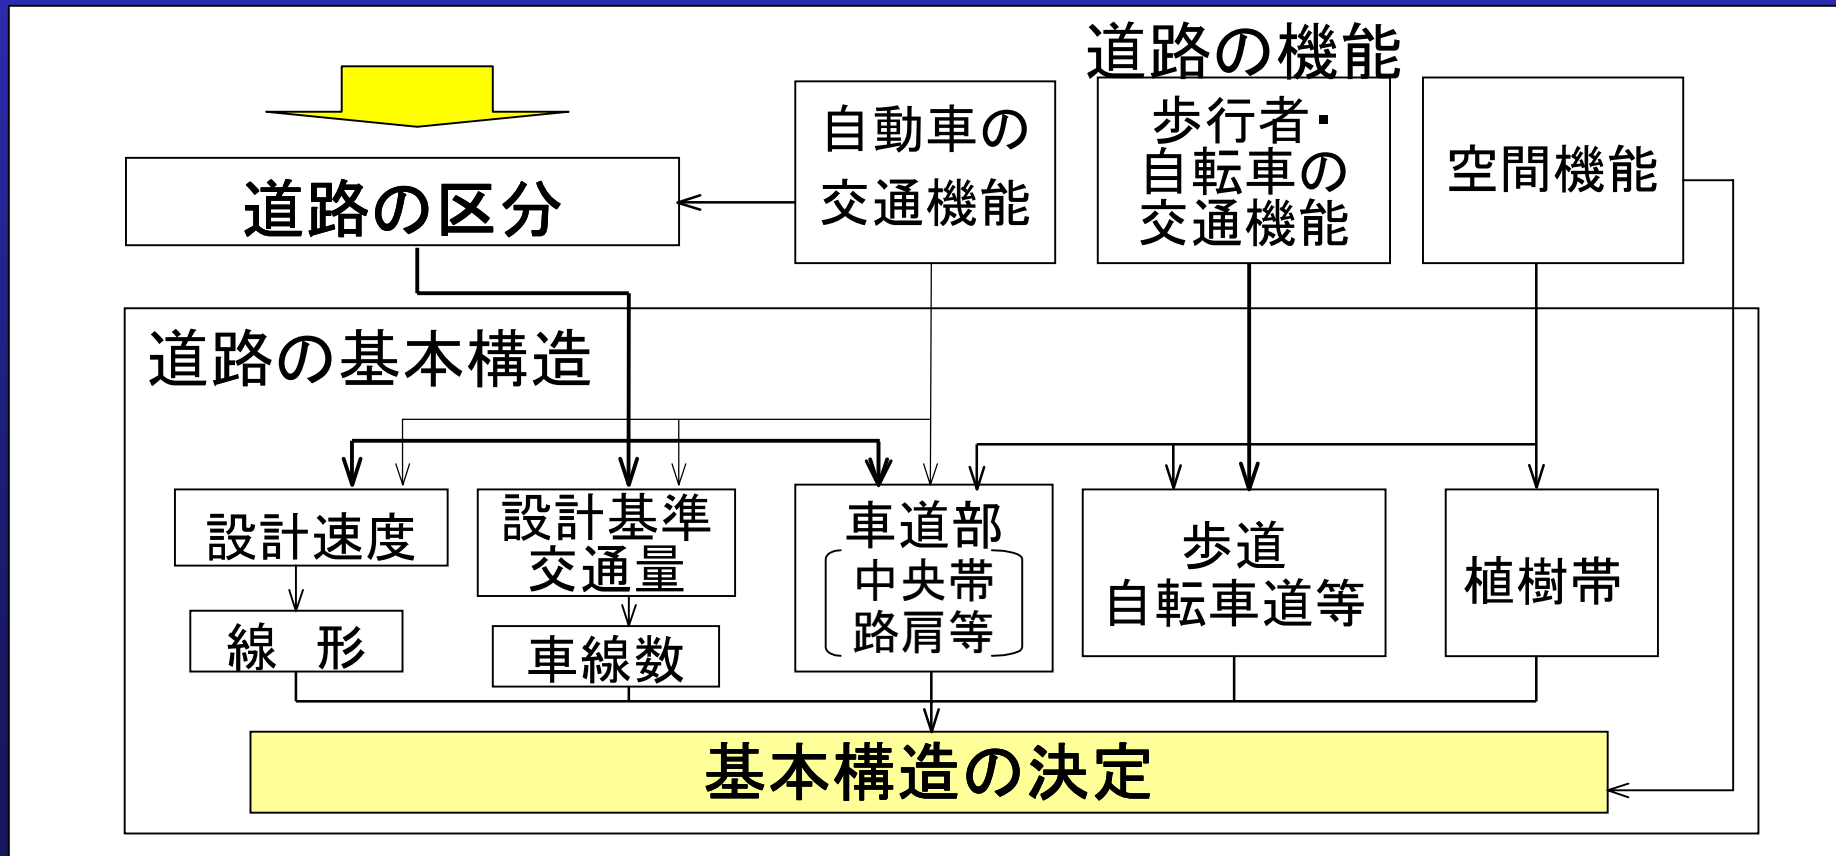 道路の機能
自動車の
交通機能
歩行者・
自転車の
交通機能
空間機能
道路の区分
道路の基本構造
設計速度
線　形
設計基準
交通量
車線数
車道部
中央帯
路肩等
歩道
自転車道等
植樹帯
基本構造の決定